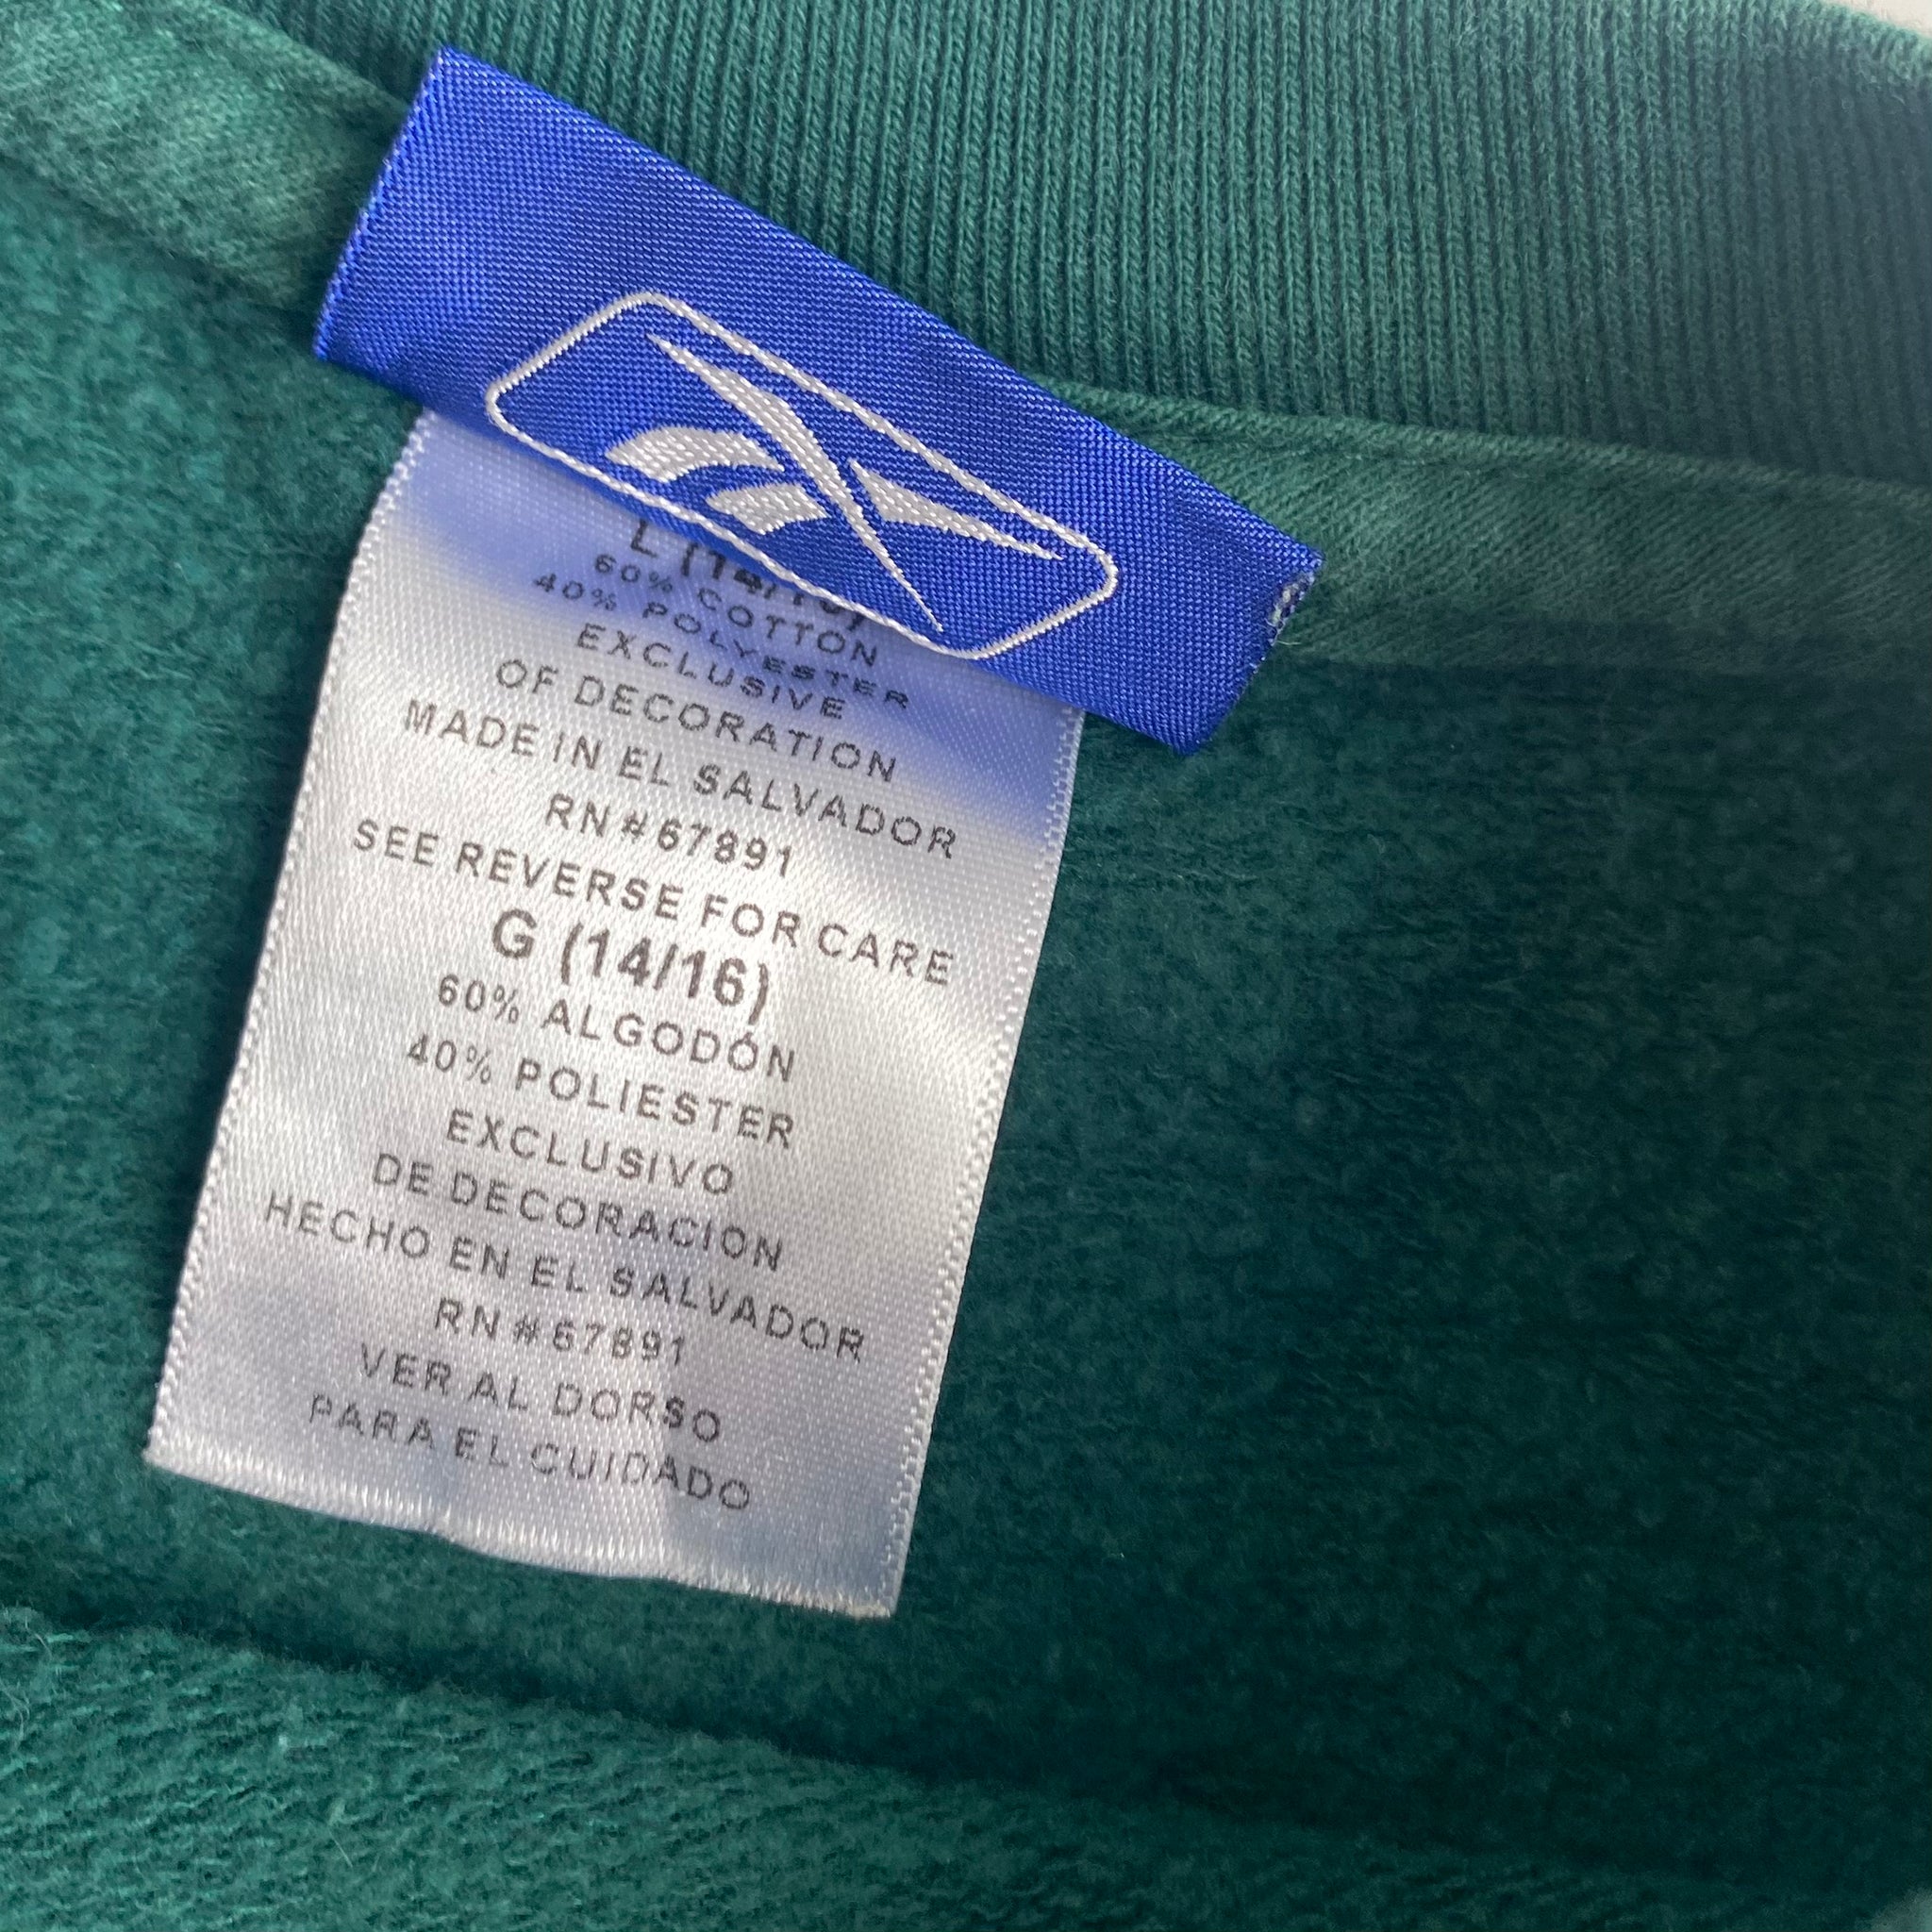 L (14/16)
60% COTTON
40% POLYESTER
EXCLUSIVE
OF DECORATION
MADE IN EL SALVADOR
RN#67891
SEE REVERSE FOR CARE
G (14/16)
60% ALGODÓN
40% POLIESTER
EXCLUSIVO
DE DECORACION
HECHO EN EL SALVADOR
RN#67891
VER AL DORSO
PARA EL CUIDADO